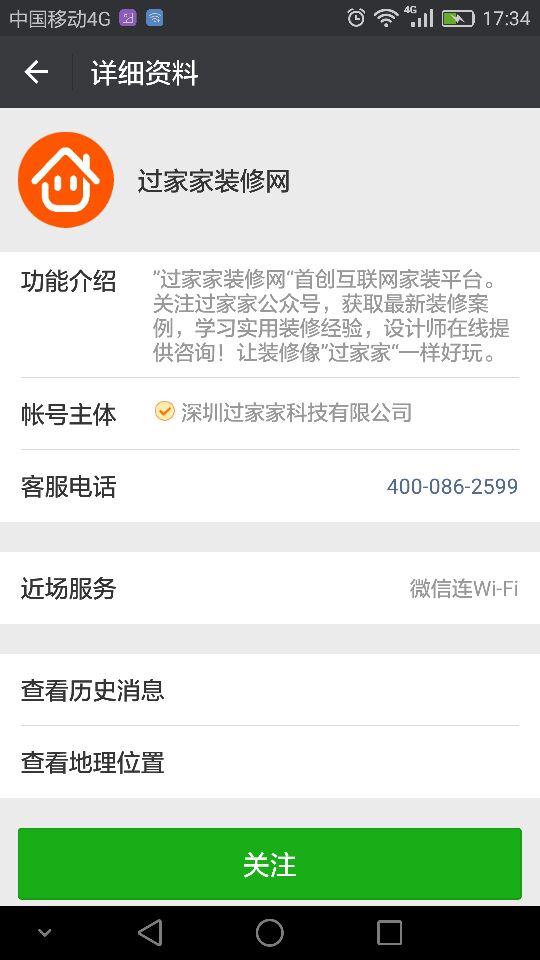 中国移动4G 4G 17:34
详细资料
过家家装修网
功能介绍 ”过家家装修网“首创互联网家装平台。
关注过家家公众号，获取最新装修案
例，学习实用装修经验，设计师在线提
供咨询！让装修像”过家家“一样好玩。
帐号主体 深圳过家家科技有限公司
客服电话 400-086-2599
近场服务 微信连Wi-Fi
查看历史消息
查看地理位置
关注